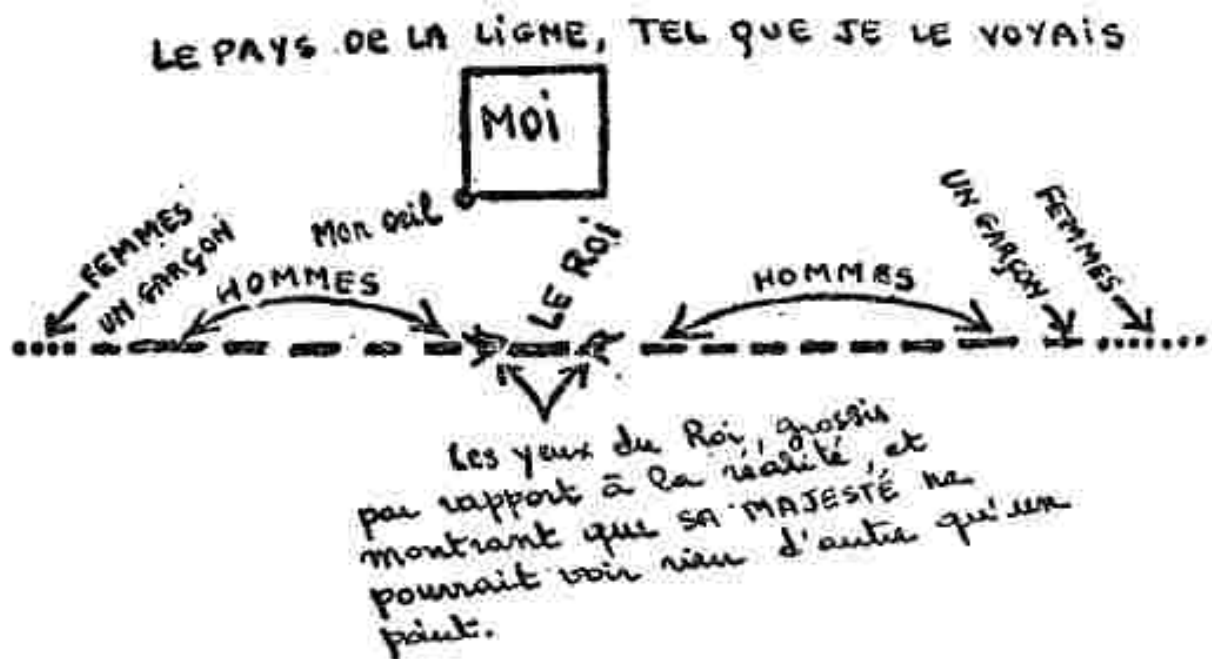 LE PAYS DE LA LiGNE, TEL QUE JE LE VOYAiS
MOi
Mon œil
FEMMES
UN GARÇON
HOMMES
LE ROi
HOMMES
UN GARÇON
FEMMES
Les yeux du Roi, grossis
par rapport à la réalité, et
montrant que SA MAJESTÉ ne
pourrait voir rien d'autre qu'un
point.